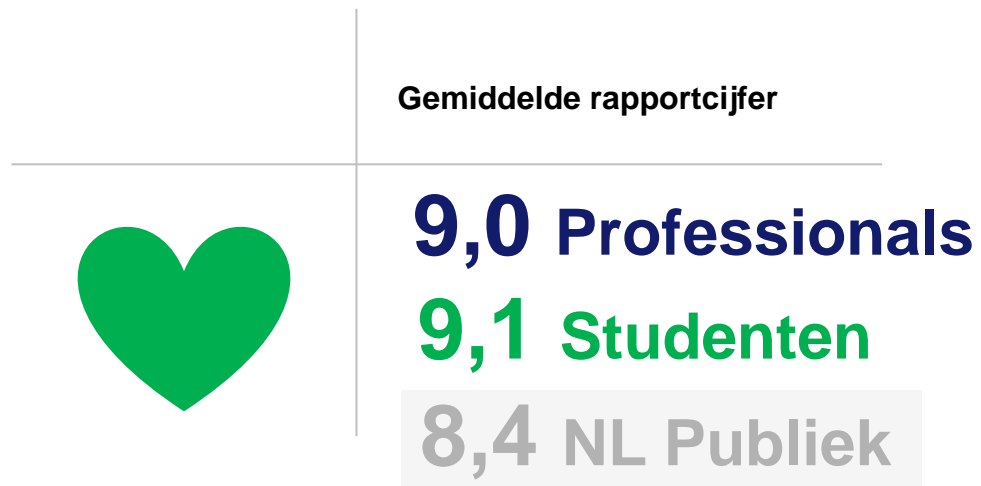 Gemiddelde rapportcijfer
9,0 Professionals
9,1 Studenten
8,4 NL Publiek